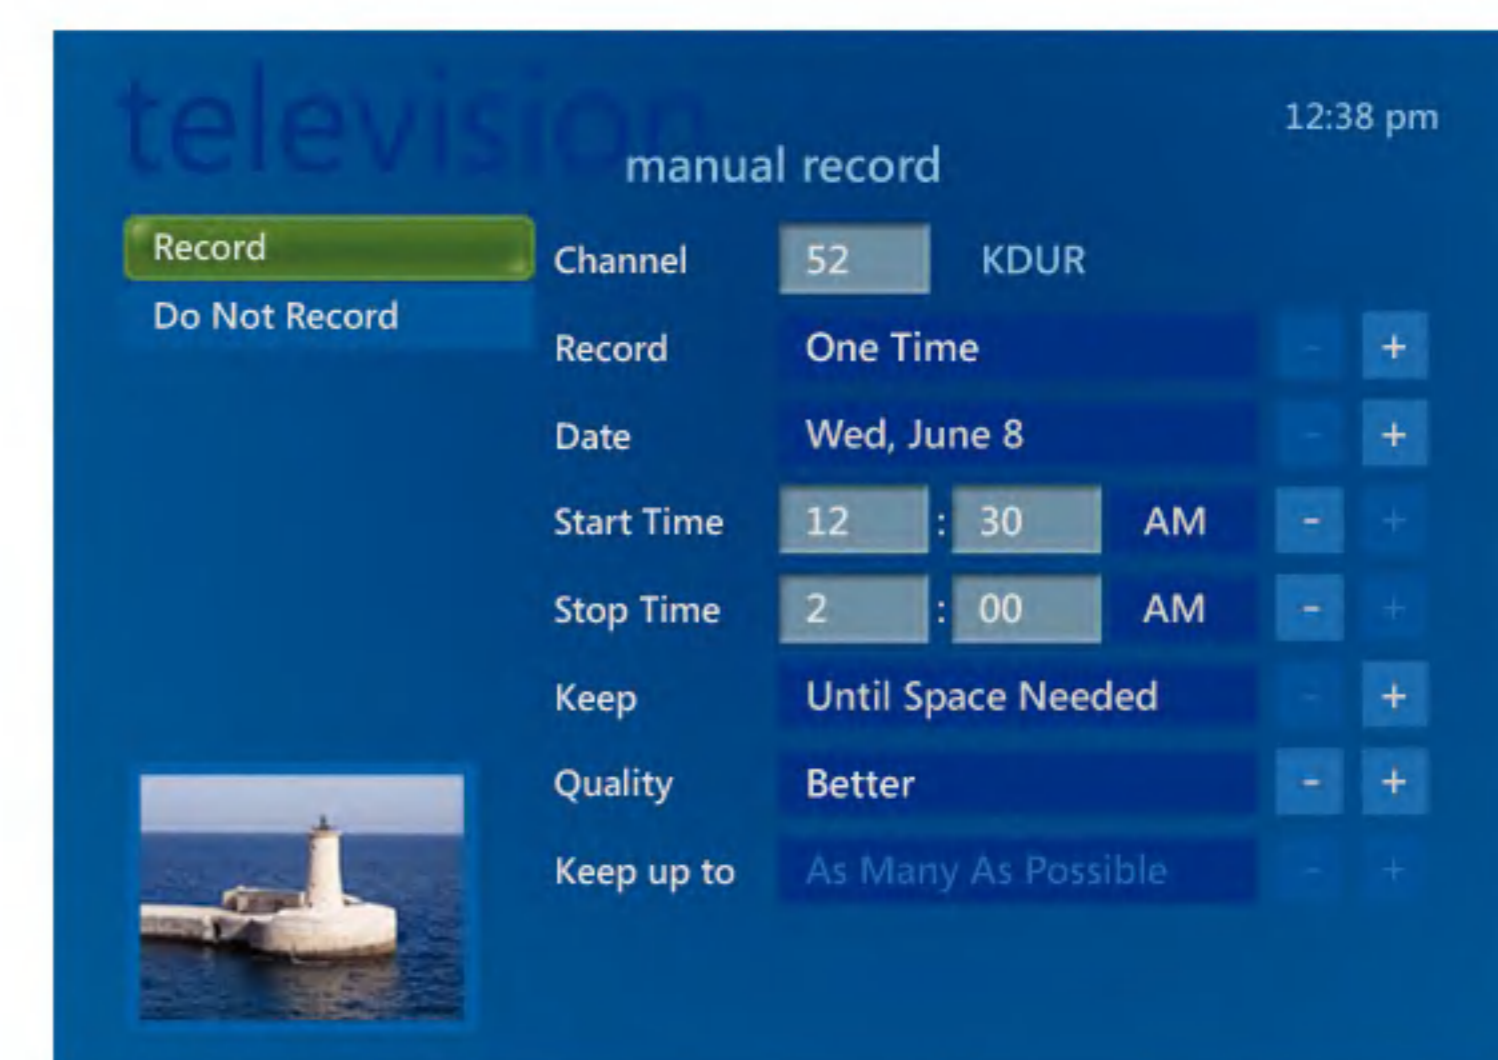 television
12:38 pm
manual record
Record
Do Not Record
Channel 52 KDUR
Record One Time - +
Date Wed, June 8 - +
Start Time 12 : 30 AM - +
Stop Time 2 : 00 AM - +
Keep Until Space Needed - +
Quality Better - +
Keep up to As Many As Possible - +